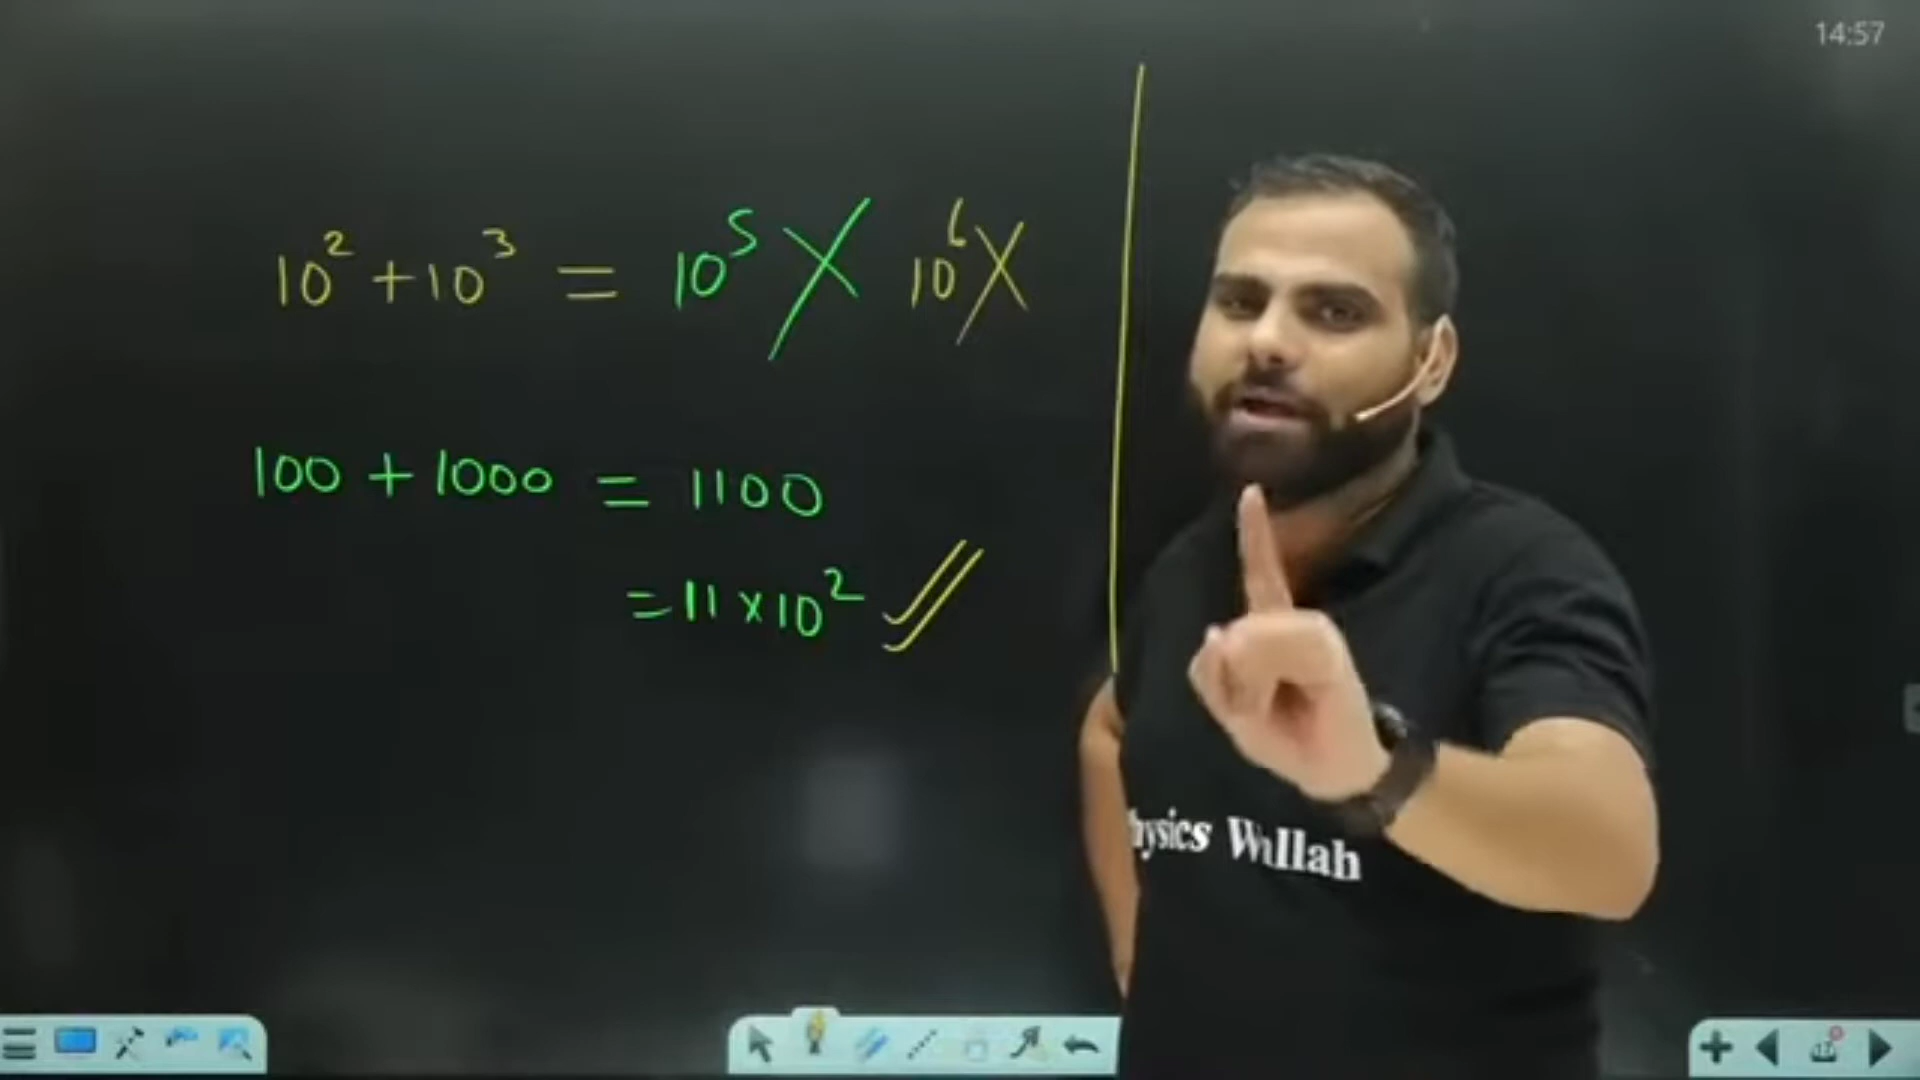 14:57
10² + 10³ = 10⁵ X 10⁶ X
100 + 1000 = 1100
= 11 × 10²
hysics Wallah